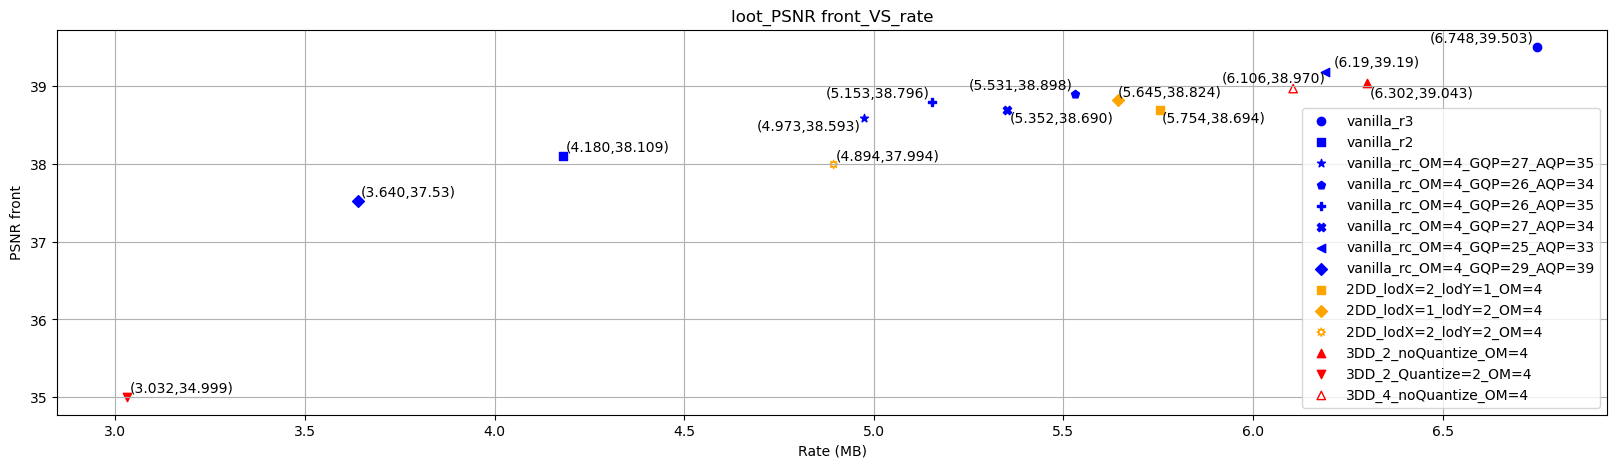 loot_PSNR front_VS_rate
(6.748,39.503)
(6.19,39.19)
(6.106,38.970)
(6.302,39.043)
(5.531,38.898)
(5.645,38.824)
(5.153,38.796)
(5.352,38.690)
(5.754,38.694)
(4.973,38.593)
(4.180,38.109)
(4.894,37.994)
(3.640,37.53)
(3.032,34.999)
39
38
37
36
35
PSNR front
3.0
3.5
4.0
4.5
5.0
5.5
6.0
6.5
Rate (MB)
vanilla_r3
vanilla_r2
vanilla_rc_OM=4_GQP=27_AQP=35
vanilla_rc_OM=4_GQP=26_AQP=34
vanilla_rc_OM=4_GQP=26_AQP=35
vanilla_rc_OM=4_GQP=27_AQP=34
vanilla_rc_OM=4_GQP=25_AQP=33
vanilla_rc_OM=4_GQP=29_AQP=39
2DD_lodX=2_lodY=1_OM=4
2DD_lodX=1_lodY=2_OM=4
2DD_lodX=2_lodY=2_OM=4
3DD_2_noQuantize_OM=4
3DD_2_Quantize=2_OM=4
3DD_4_noQuantize_OM=4